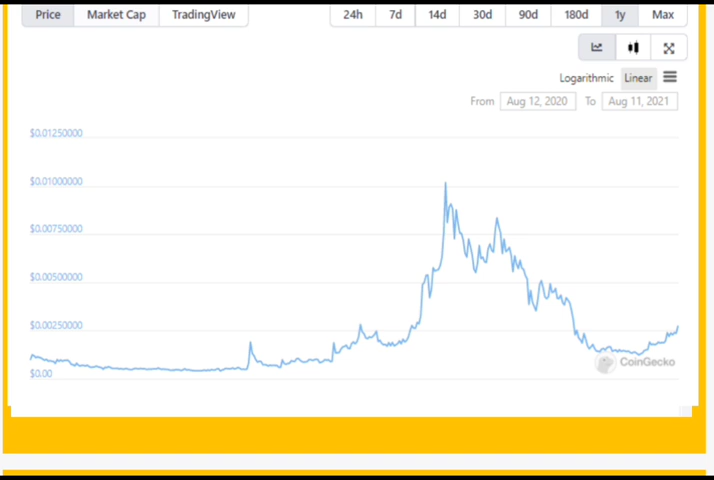 Price Market Cap TradingView 24h 7d 14d 30d 90d 180d 1y Max
Logarithmic Linear
From Aug 12, 2020 To Aug 11, 2021
$0.01250000
$0.01000000
$0.00750000
$0.00500000
$0.00250000
CoinGecko
$0.00